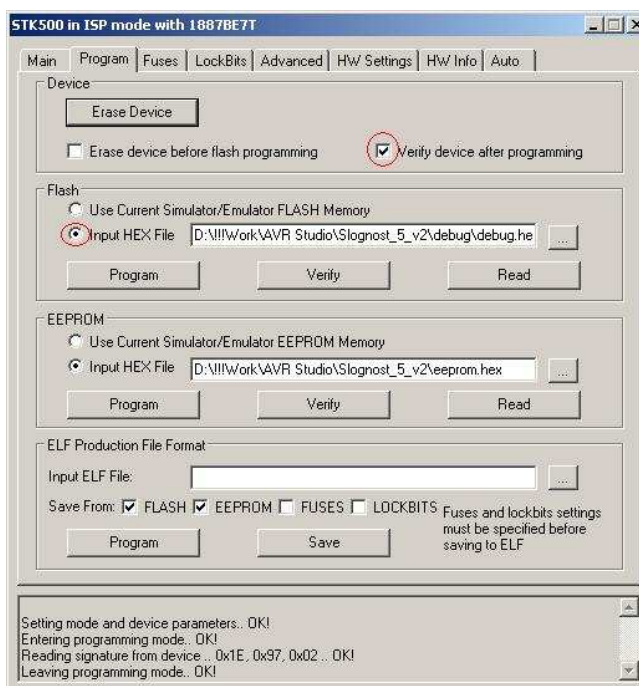 STK500 in ISP mode with 1887BE7T
Main Program Fuses LockBits Advanced HW Settings HW Info Auto
Device
Erase Device
Erase device before flash programming Verify device after programming
Flash
Use Current Simulator/Emulator FLASH Memory
Input HEX File D:\!!!Work\AVR Studio\Slognost_5_v2\debug\debug.he ...
Program Verify Read
EEPROM
Use Current Simulator/Emulator EEPROM Memory
Input HEX File D:\!!!Work\AVR Studio\Slognost_5_v2\eeprom.hex ...
Program Verify Read
ELF Production File Format
Input ELF File: ...
Save From: FLASH EEPROM FUSES LOCKBITS Fuses and lockbits settings
must be specified before
saving to ELF
Program Save
Setting mode and device parameters.. OK!
Entering programming mode.. OK!
Reading signature from device .. 0x1E, 0x97, 0x02 .. OK!
Leaving programming mode.. OK!